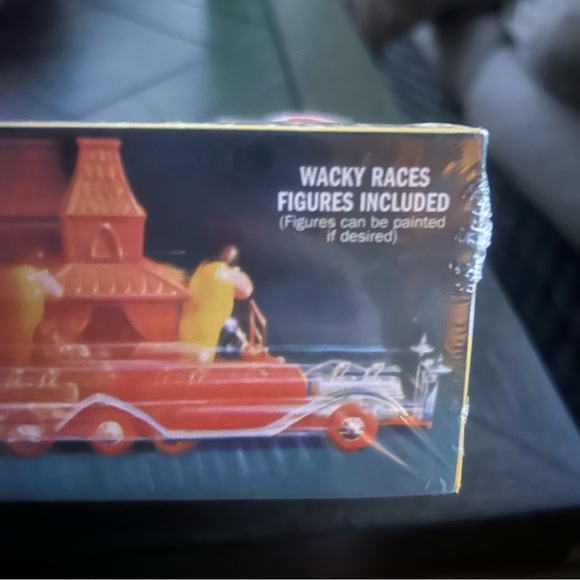 WACKY RACES
FIGURES INCLUDED
(Figures can be painted
if desired)